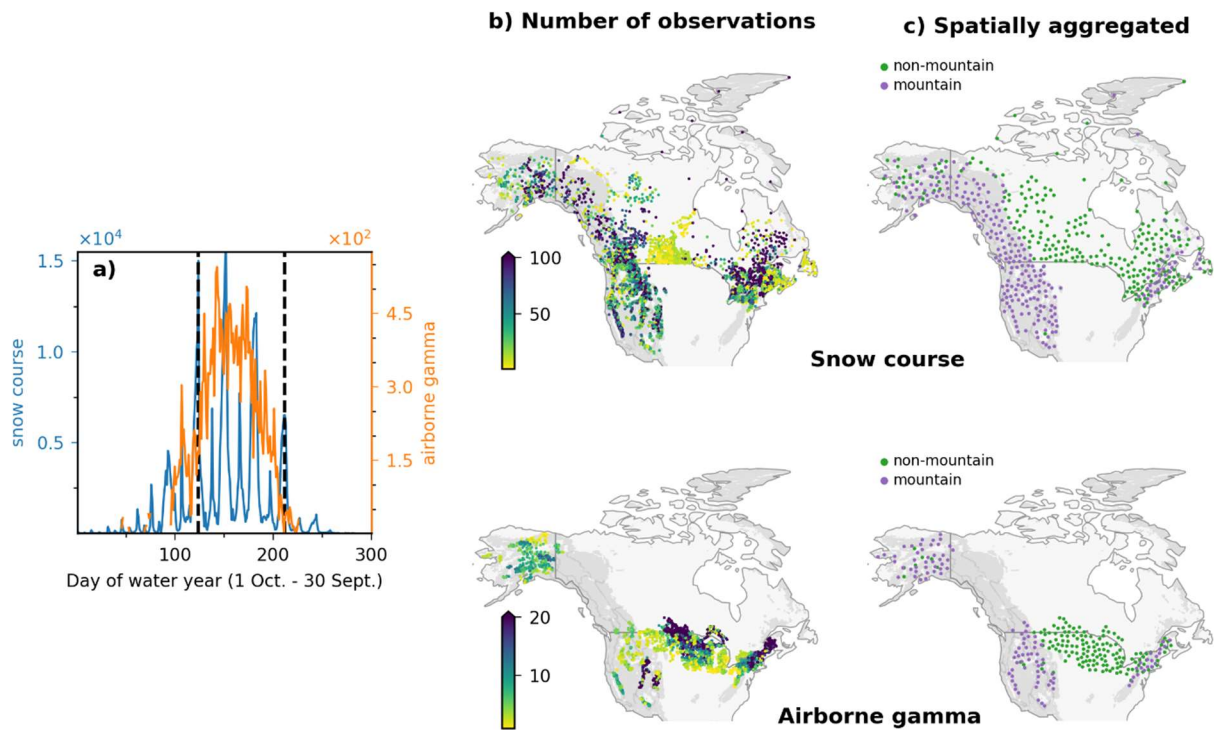 b) Number of observations
c) Spatially aggregated
non-mountain
mountain
×10⁴
×10²
a)
1.5
1.0
0.5
4.5
3.0
1.5
snow course
airborne gamma
100
200
300
Day of water year (1 Oct. - 30 Sept.)
100
50
Snow course
non-mountain
mountain
20
10
Airborne gamma